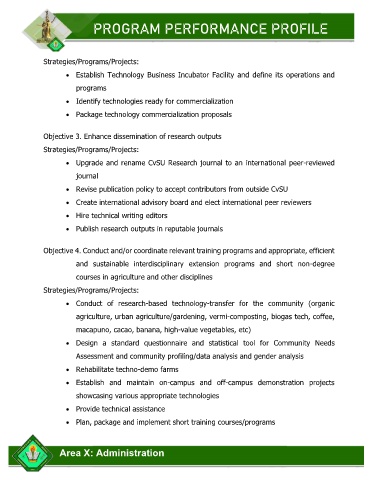 PROGRAM PERFORMANCE PROFILE
Strategies/Programs/Projects:
• Establish Technology Business Incubator Facility and define its operations and
programs
• Identify technologies ready for commercialization
• Package technology commercialization proposals
Objective 3. Enhance dissemination of research outputs
Strategies/Programs/Projects:
• Upgrade and rename CvSU Research journal to an international peer-reviewed
journal
• Revise publication policy to accept contributors from outside CvSU
• Create international advisory board and elect international peer reviewers
• Hire technical writing editors
• Publish research outputs in reputable journals
Objective 4. Conduct and/or coordinate relevant training programs and appropriate, efficient
and sustainable interdisciplinary extension programs and short non-degree
courses in agriculture and other disciplines
Strategies/Programs/Projects:
• Conduct of research-based technology-transfer for the community (organic
agriculture, urban agriculture/gardening, vermi-composting, biogas tech, coffee,
macapuno, cacao, banana, high-value vegetables, etc)
• Design a standard questionnaire and statistical tool for Community Needs
Assessment and community profiling/data analysis and gender analysis
• Rehabilitate techno-demo farms
• Establish and maintain on-campus and off-campus demonstration projects
showcasing various appropriate technologies
• Provide technical assistance
• Plan, package and implement short training courses/programs
Area X: Administration